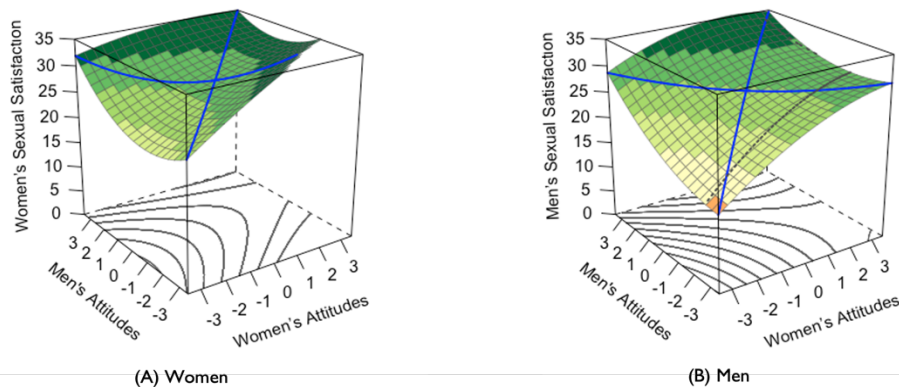 Women's Sexual Satisfaction
35
30
25
20
15
10
5
0
3 2 1 0 -1 -2 -3
Men's Attitudes
-3 -2 -1 0 1 2 3
Women's Attitudes
(A) Women
Men's Sexual Satisfaction
35
30
25
20
15
10
5
0
3 2 1 0 -1 -2 -3
Men's Attitudes
-3 -2 -1 0 1 2 3
Women's Attitudes
(B) Men